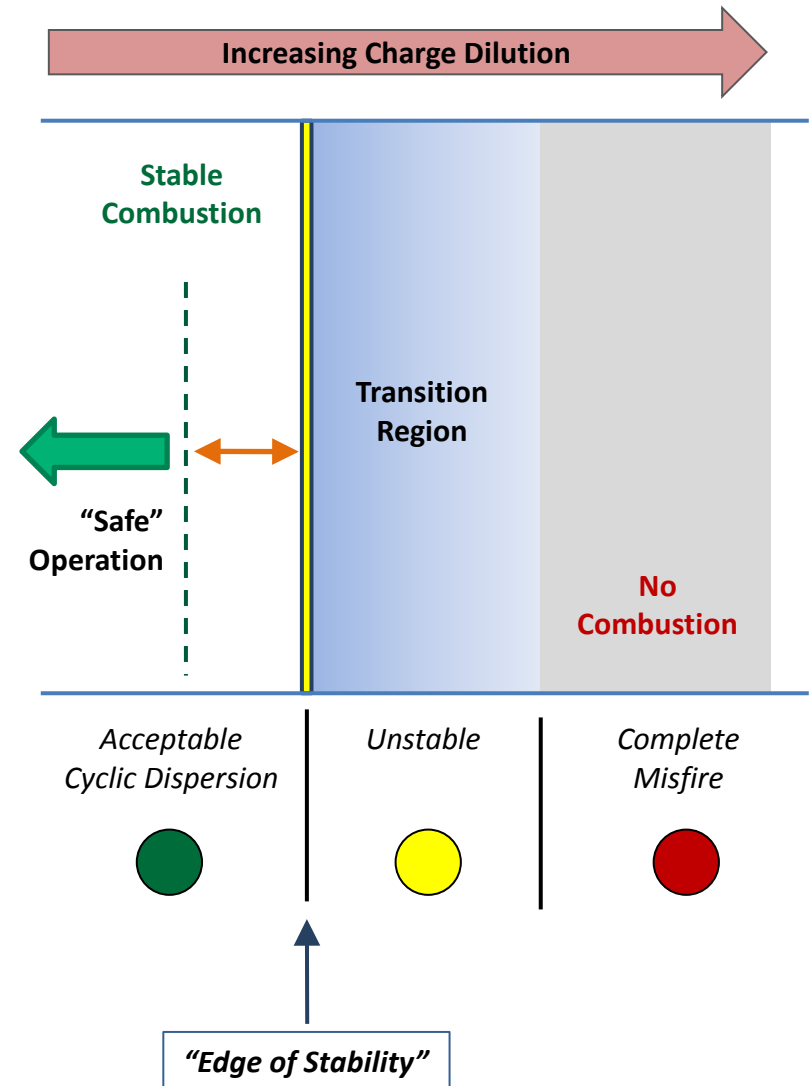 Increasing Charge Dilution
Stable
Combustion
Transition
Region
“Safe”
Operation
No
Combustion
Acceptable
Cyclic Dispersion
Unstable
Complete
Misfire
“Edge of Stability”